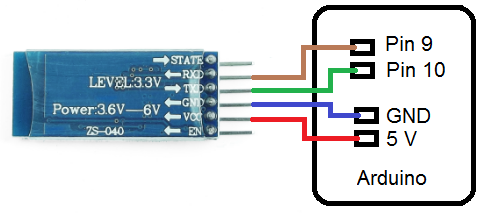 STATE
RXD
LEVEL:3.3V
TXD
GND
Power:3.6V—6V
VCC
ZS-040
EN
Pin 9
Pin 10
GND
5 V
Arduino